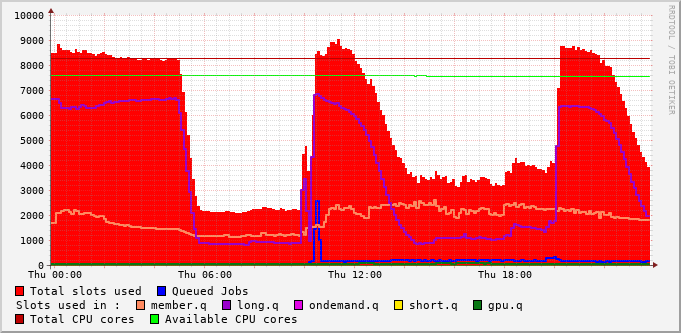 10000
9000
8000
7000
6000
5000
4000
3000
2000
1000
0
Thu 00:00 Thu 06:00 Thu 12:00 Thu 18:00
Total slots used Queued Jobs
Slots used in : member.q long.q ondemand.q short.q gpu.q
Total CPU cores Available CPU cores
RRDTOOL / TOBI OETIKER